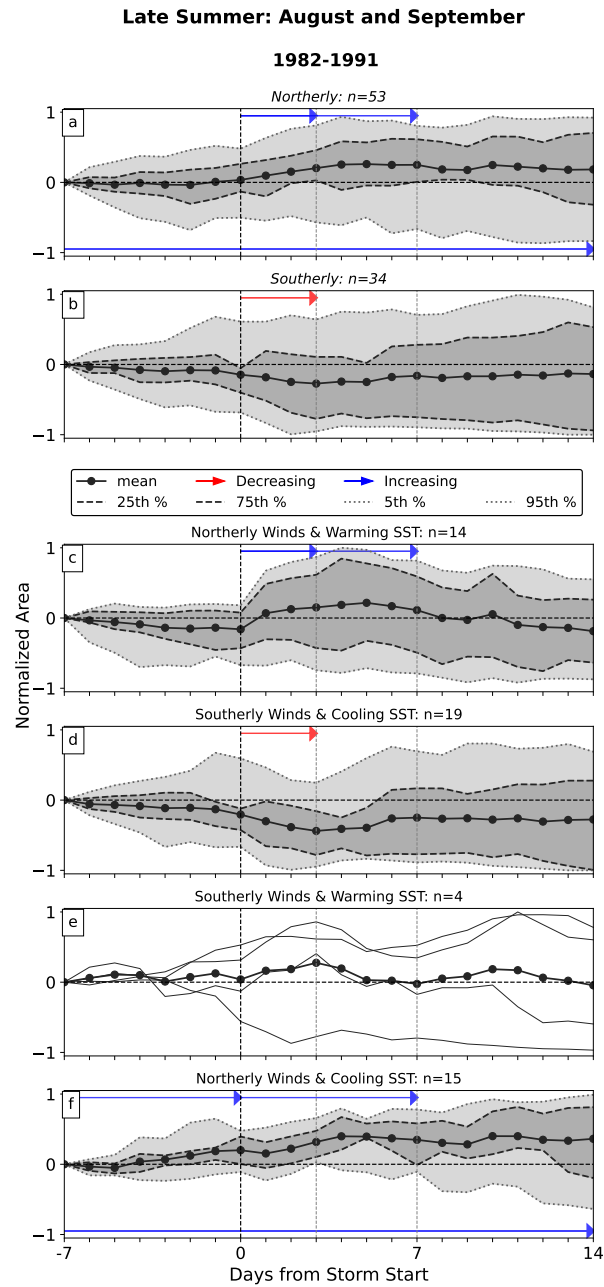 Late Summer: August and September
1982-1991
Northerly: n=53
a
1
0
−1
Southerly: n=34
b
1
0
−1
mean Decreasing Increasing
25th % 75th % 5th % 95th %
Northerly Winds & Warming SST: n=14
c
1
0
−1
Normalized Area
Southerly Winds & Cooling SST: n=19
d
1
0
−1
Southerly Winds & Warming SST: n=4
e
1
0
−1
Northerly Winds & Cooling SST: n=15
f
1
0
−1
-7 0 7 14
Days from Storm Start